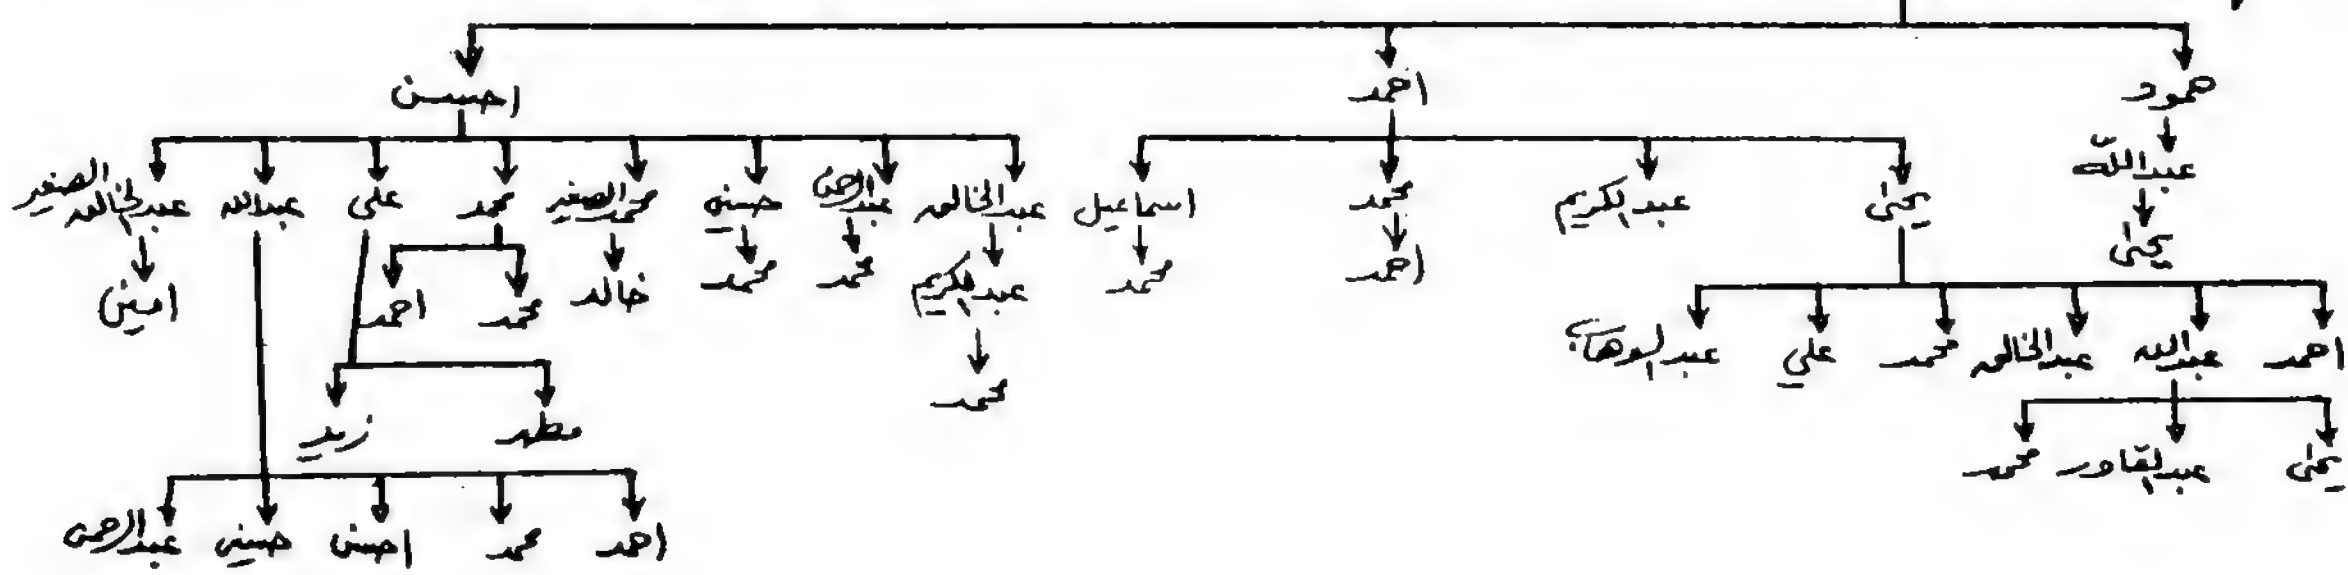 حمود احمد احسن
عبدالله
يحيى عبدالكريم محمد اسماعيل عبدالخالق عبدالرحمن حسين محمد الصغير محمد علي عبدالله عبدالخالق الصغير
يحيى احمد محمد عبدالكريم محمد محمد خالد محمد احمد امين
احمد عبدالله عبدالخالق محمد علي عبدالوهاب محمد
مطهر زيد
يحيى عبدالقادر محمد
احمد محمد احسن حسين عبدالرحمن